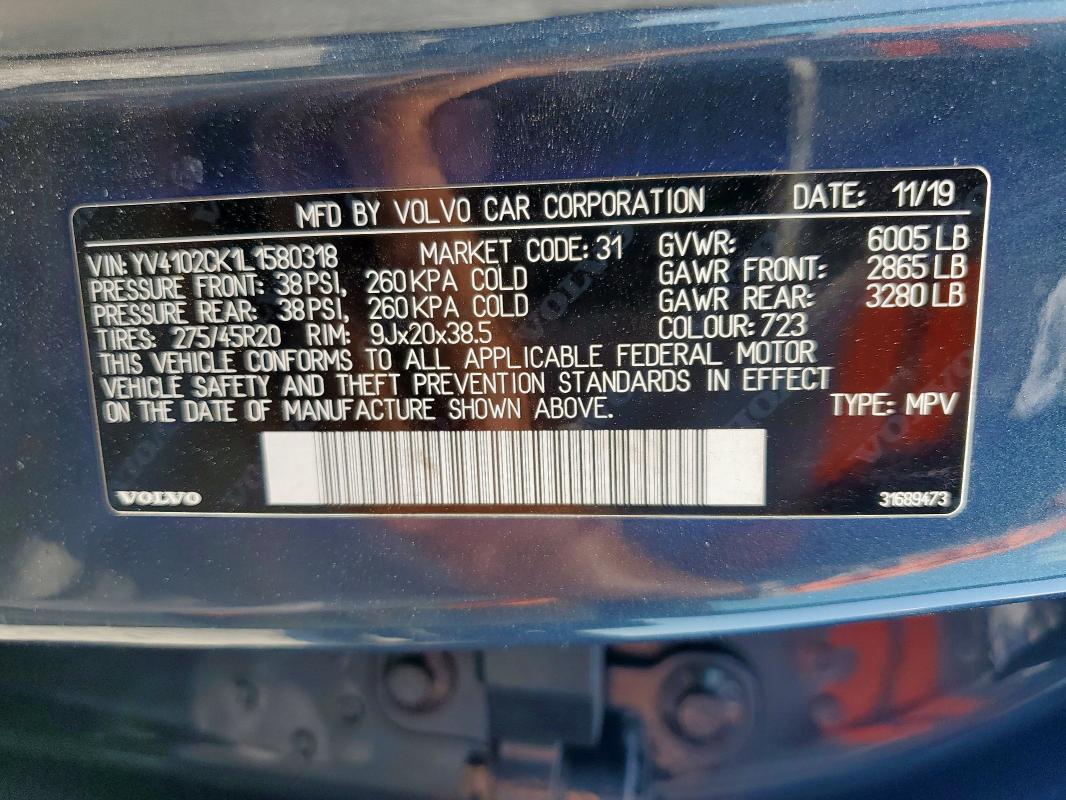 MFD BY VOLVO CAR CORPORATION DATE: 11/19
VIN: YV4102CK1L1580318 MARKET CODE: 31 GVWR: 6005 LB
PRESSURE FRONT: 38 PSI, 260 KPA COLD GAWR FRONT: 2865 LB
PRESSURE REAR: 38 PSI, 260 KPA COLD GAWR REAR: 3280 LB
TIRES: 275/45R20 RIM: 9Jx20x38.5 COLOUR: 723
THIS VEHICLE CONFORMS TO ALL APPLICABLE FEDERAL MOTOR
VEHICLE SAFETY AND THEFT PREVENTION STANDARDS IN EFFECT
ON THE DATE OF MANUFACTURE SHOWN ABOVE. TYPE: MPV
VOLVO 31689473